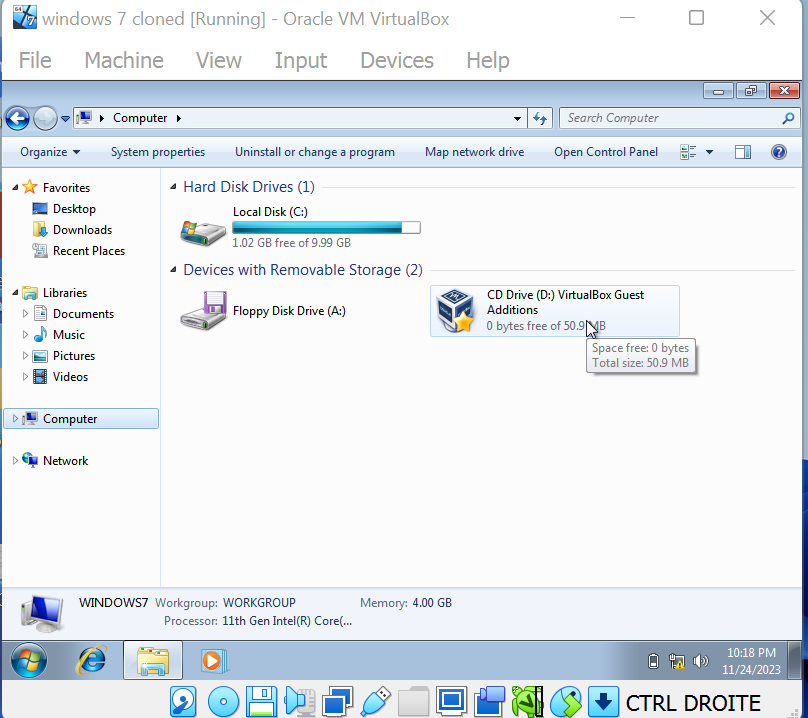 windows 7 cloned [Running] - Oracle VM VirtualBox
File Machine View Input Devices Help
Computer
Search Computer
Organize System properties Uninstall or change a program Map network drive Open Control Panel
Favorites
Desktop
Downloads
Recent Places
Libraries
Documents
Music
Pictures
Videos
Computer
Network
Hard Disk Drives (1)
Local Disk (C:)
1.02 GB free of 9.99 GB
Devices with Removable Storage (2)
Floppy Disk Drive (A:)
CD Drive (D:) VirtualBox Guest
Additions
0 bytes free of 50.9 MB
Space free: 0 bytes
Total size: 50.9 MB
WINDOWS7 Workgroup: WORKGROUP Memory: 4.00 GB
Processor: 11th Gen Intel(R) Core(...
10:18 PM
11/24/2023
CTRL DROITE